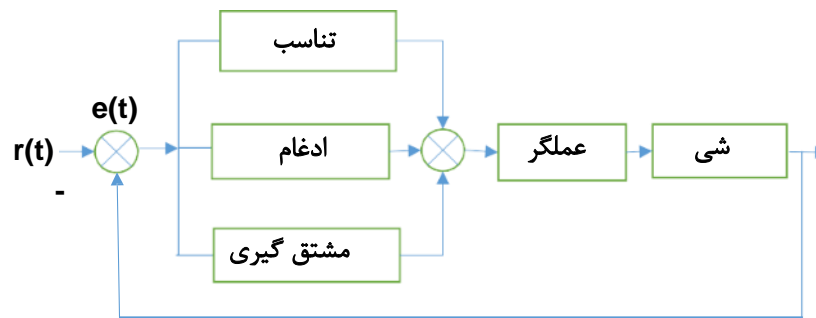 تناسب
e(t)
r(t)
ادغام
عملگر
شی
-
مشتق گیری